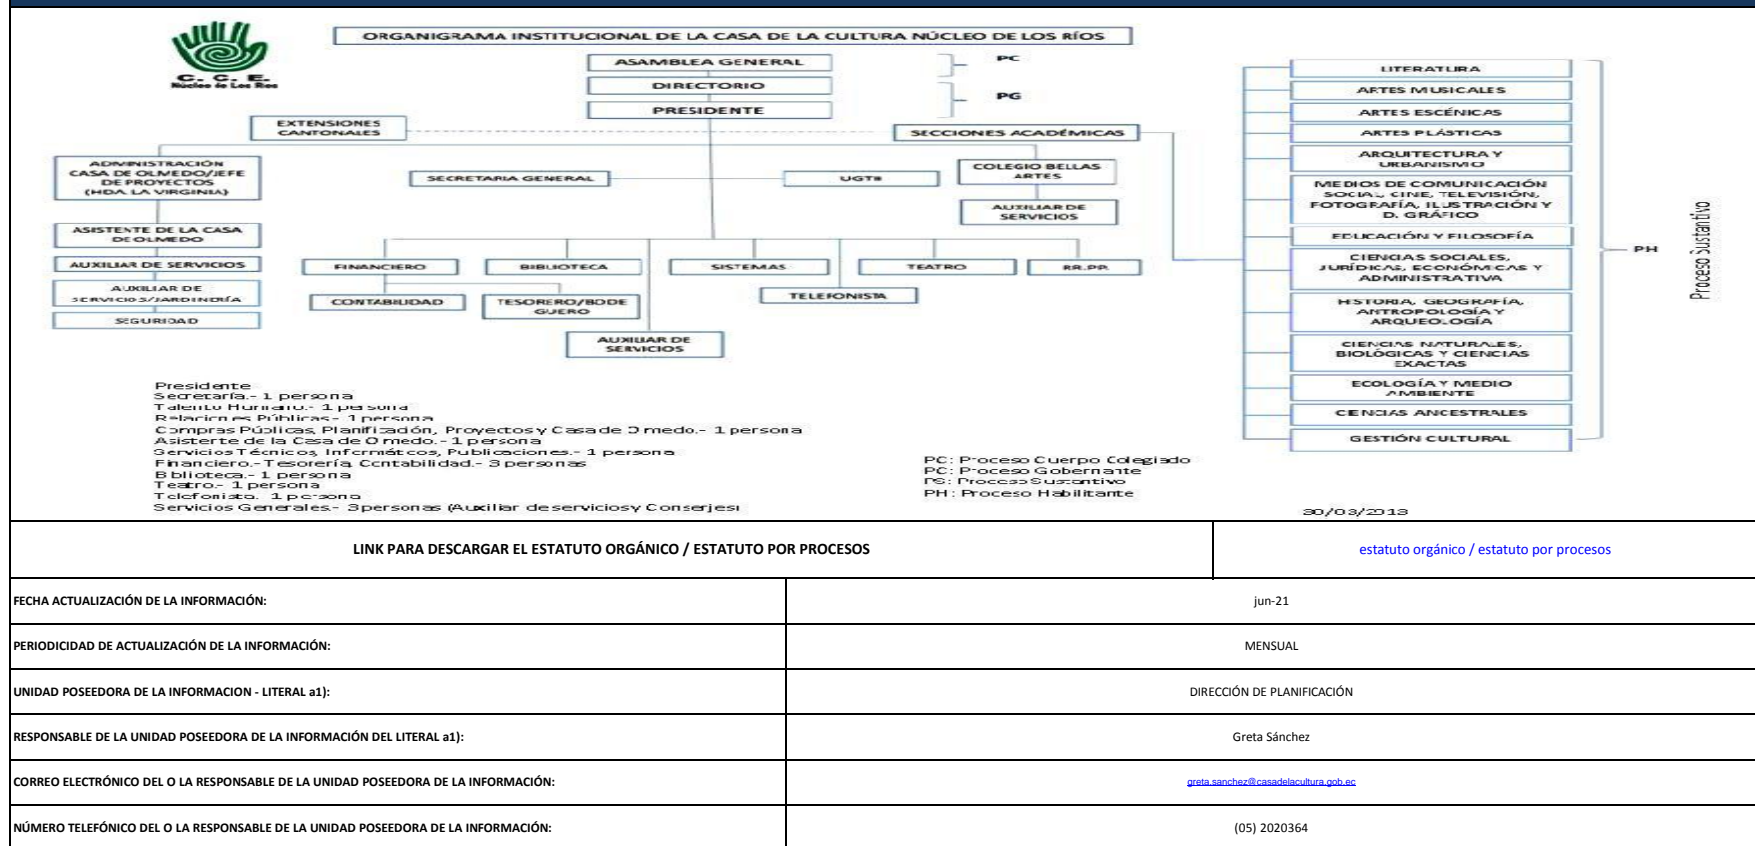 C. C. E.
Núcleo de Los Ríos
ORGANIGRAMA INSTITUCIONAL DE LA CASA DE LA CULTURA NÚCLEO DE LOS RÍOS
ASAMBLEA GENERAL
PC
DIRECTORIO
PG
PRESIDENTE
EXTENSIONES
CANTONALES
SECCIONES ACADÉMICAS
ADMINISTRACIÓN
CASA DE OLMEDO/JEFE
DE PROYECTOS
(HDA. LA VIRGINIA)
SECRETARIA GENERAL
UGTH
COLEGIO BELLAS
ARTES
AUXILIAR DE
SERVICIOS
ASISTENTE DE LA CASA
DE OLMEDO
AUXILIAR DE SERVICIOS
AUXILIAR DE
SERVICIOS/JARDINERÍA
SEGURIDAD
FINANCIERO
BIBLIOTECA
SISTEMAS
TEATRO
RR.PP.
CONTABILIDAD
TESORERO/BODE
GUERO
TELEFONISTA
AUXILIAR DE
SERVICIOS
LITERATURA
ARTES MUSICALES
ARTES ESCÉNICAS
ARTES PLÁSTICAS
ARQUITECTURA Y
URBANISMO
MEDIOS DE COMUNICACIÓN
SOCIAL, CINE, TELEVISIÓN,
FOTOGRAFÍA, ILUSTRACIÓN Y
D. GRÁFICO
EDUCACIÓN Y FILOSOFÍA
CIENCIAS SOCIALES,
JURÍDICAS, ECONÓMICAS Y
ADMINISTRATIVA
HISTORIA, GEOGRAFÍA,
ANTROPOLOGÍA Y
ARQUEOLOGÍA
CIENCIAS NATURALES,
BIOLÓGICAS Y CIENCIAS
EXACTAS
ECOLOGÍA Y MEDIO
AMBIENTE
CIENCIAS ANCESTRALES
GESTIÓN CULTURAL
PH
Proceso Sustantivo
Presidente
Secretaría.- 1 persona
Talento Humano.- 1 persona
Relaciones Públicas.- 1 persona
Compras Públicas, Planificación, Proyectos y Casa de Olmedo.- 1 persona
Asistente de la Casa de Olmedo.- 1 persona
Servicios Técnicos, Informáticos, Publicaciones.- 1 persona
Financiero.- Tesorería, Contabilidad.- 3 personas
Biblioteca.- 1 persona
Teatro.- 1 persona
Telefonista. 1 persona
Servicios Generales.- 3 personas (Auxiliar de servicios y Conserjes)
PC: Proceso Cuerpo Colegiado
PC: Proceso Gobernante
PS: Proceso Sustantivo
PH: Proceso Habilitante
30/03/2013
LINK PARA DESCARGAR EL ESTATUTO ORGÁNICO / ESTATUTO POR PROCESOS
estatuto orgánico / estatuto por procesos
FECHA ACTUALIZACIÓN DE LA INFORMACIÓN:
jun-21
PERIODICIDAD DE ACTUALIZACIÓN DE LA INFORMACIÓN:
MENSUAL
UNIDAD POSEEDORA DE LA INFORMACION - LITERAL a1):
DIRECCIÓN DE PLANIFICACIÓN
RESPONSABLE DE LA UNIDAD POSEEDORA DE LA INFORMACIÓN DEL LITERAL a1):
Greta Sánchez
CORREO ELECTRÓNICO DEL O LA RESPONSABLE DE LA UNIDAD POSEEDORA DE LA INFORMACIÓN:
greta.sanchez@casadelacultura.gob.ec
NÚMERO TELEFÓNICO DEL O LA RESPONSABLE DE LA UNIDAD POSEEDORA DE LA INFORMACIÓN:
(05) 2020364